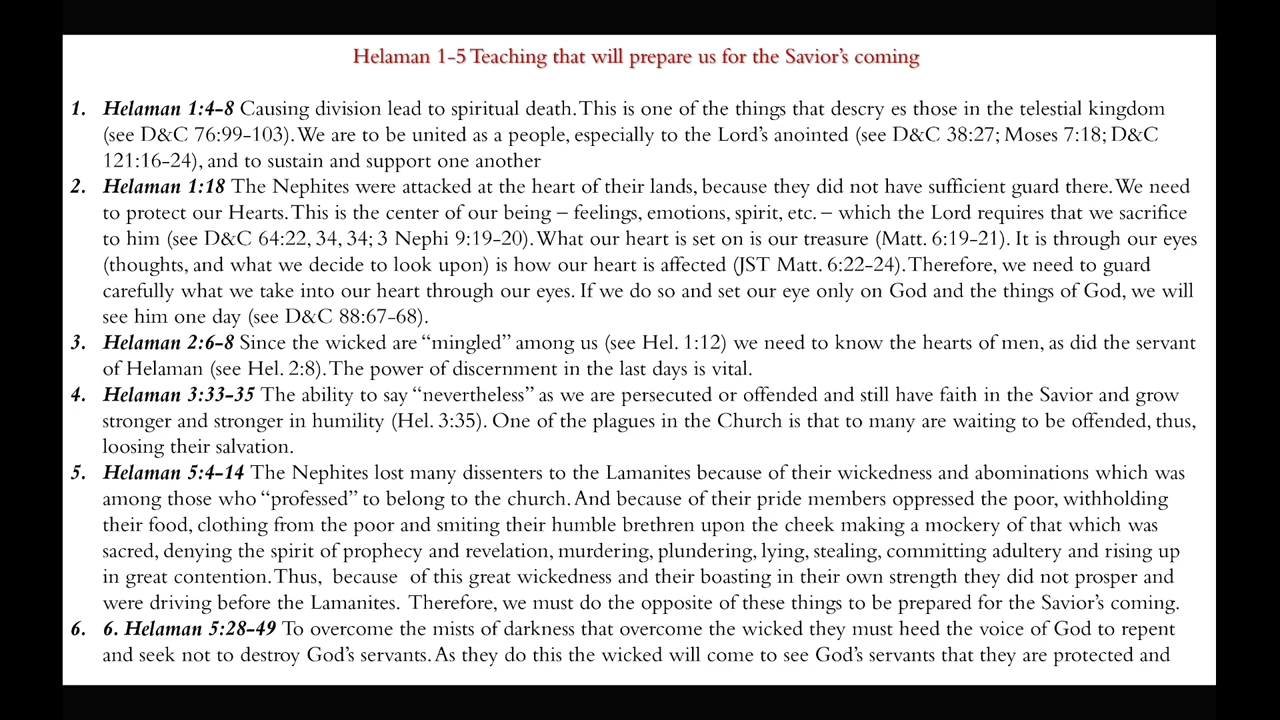 Helaman 1-5 Teaching that will prepare us for the Savior's coming
1. Helaman 1:4-8 Causing division lead to spiritual death. This is one of the things that descry es those in the telestial kingdom
(see D&C 76:99-103). We are to be united as a people, especially to the Lord's anointed (see D&C 38:27; Moses 7:18; D&C
121:16-24), and to sustain and support one another
2. Helaman 1:18 The Nephites were attacked at the heart of their lands, because they did not have sufficient guard there. We need
to protect our Hearts. This is the center of our being – feelings, emotions, spirit, etc. – which the Lord requires that we sacrifice
to him (see D&C 64:22, 34, 34; 3 Nephi 9:19-20). What our heart is set on is our treasure (Matt. 6:19-21). It is through our eyes
(thoughts, and what we decide to look upon) is how our heart is affected (JST Matt. 6:22-24). Therefore, we need to guard
carefully what we take into our heart through our eyes. If we do so and set our eye only on God and the things of God, we will
see him one day (see D&C 88:67-68).
3. Helaman 2:6-8 Since the wicked are “mingled” among us (see Hel. 1:12) we need to know the hearts of men, as did the servant
of Helaman (see Hel. 2:8). The power of discernment in the last days is vital.
4. Helaman 3:33-35 The ability to say “nevertheless” as we are persecuted or offended and still have faith in the Savior and grow
stronger and stronger in humility (Hel. 3:35). One of the plagues in the Church is that to many are waiting to be offended, thus,
loosing their salvation.
5. Helaman 5:4-14 The Nephites lost many dissenters to the Lamanites because of their wickedness and abominations which was
among those who “professed” to belong to the church. And because of their pride members oppressed the poor, withholding
their food, clothing from the poor and smiting their humble brethren upon the cheek making a mockery of that which was
sacred, denying the spirit of prophecy and revelation, murdering, plundering, lying, stealing, committing adultery and rising up
in great contention. Thus, because of this great wickedness and their boasting in their own strength they did not prosper and
were driving before the Lamanites. Therefore, we must do the opposite of these things to be prepared for the Savior's coming.
6. 6. Helaman 5:28-49 To overcome the mists of darkness that overcome the wicked they must heed the voice of God to repent
and seek not to destroy God's servants. As they do this the wicked will come to see God's servants that they are protected and